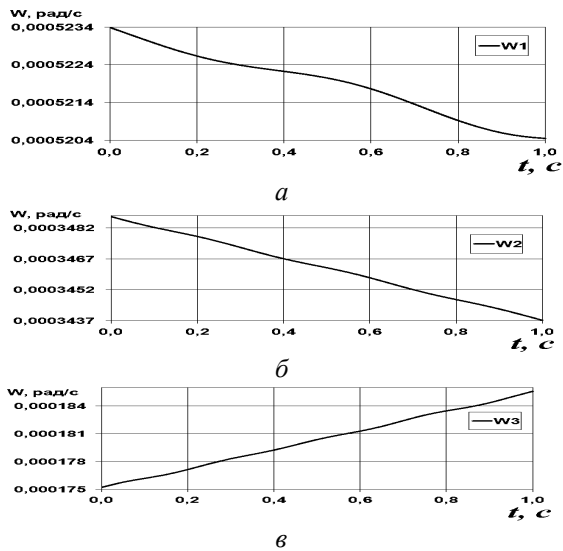 W, рад/с
0,0005234
0,0005224
0,0005214
0,0005204
W1
0,0 0,2 0,4 0,6 0,8 1,0
t, с
а
W, рад/с
0,0003482
0,0003467
0,0003452
0,0003437
W2
0,0 0,2 0,4 0,6 0,8 1,0
t, с
б
W, рад/с
0,000184
0,000181
0,000178
0,000175
W3
0,0 0,2 0,4 0,6 0,8 1,0
t, с
в